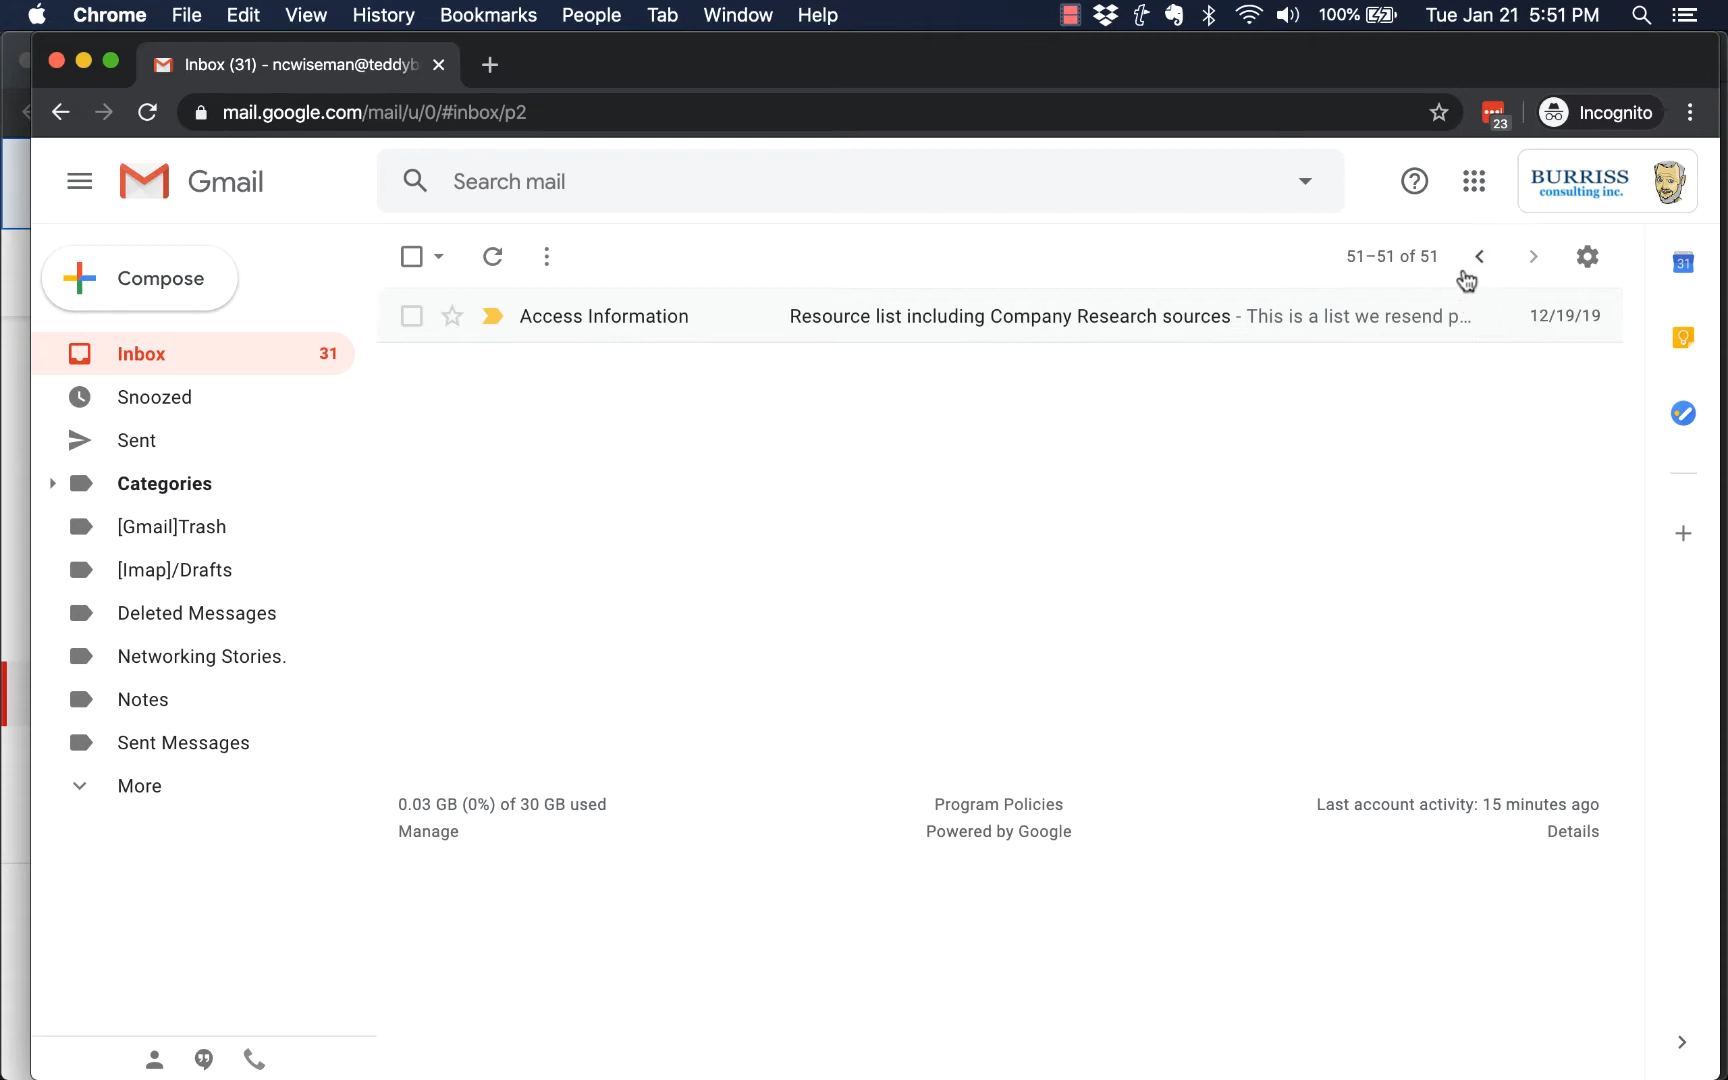 Chrome File Edit View History Bookmarks People Tab Window Help 100% Tue Jan 21 5:51 PM
Inbox (31) - ncwiseman@teddyb
mail.google.com/mail/u/0/#inbox/p2 23 Incognito
Gmail Search mail BURRISS
consulting inc.
Compose 51–51 of 51 31
Access Information Resource list including Company Research sources - This is a list we resend p... 12/19/19
Inbox 31
Snoozed
Sent
Categories
[Gmail]Trash
[Imap]/Drafts
Deleted Messages
Networking Stories.
Notes
Sent Messages
More
0.03 GB (0%) of 30 GB used Program Policies Last account activity: 15 minutes ago
Manage Powered by Google Details